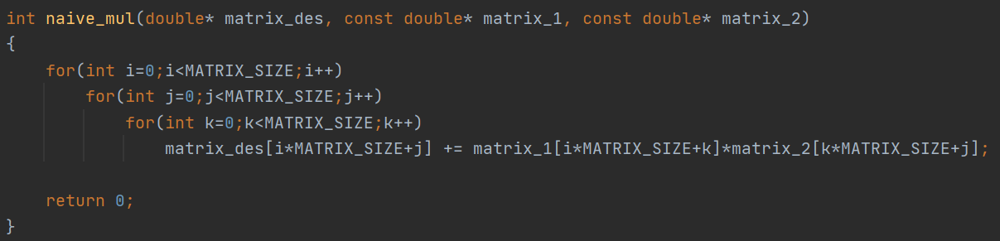 int naive_mul(double* matrix_des, const double* matrix_1, const double* matrix_2)
{
    for(int i=0;i<MATRIX_SIZE;i++)
        for(int j=0;j<MATRIX_SIZE;j++)
            for(int k=0;k<MATRIX_SIZE;k++)
                matrix_des[i*MATRIX_SIZE+j] += matrix_1[i*MATRIX_SIZE+k]*matrix_2[k*MATRIX_SIZE+j];
    return 0;
}